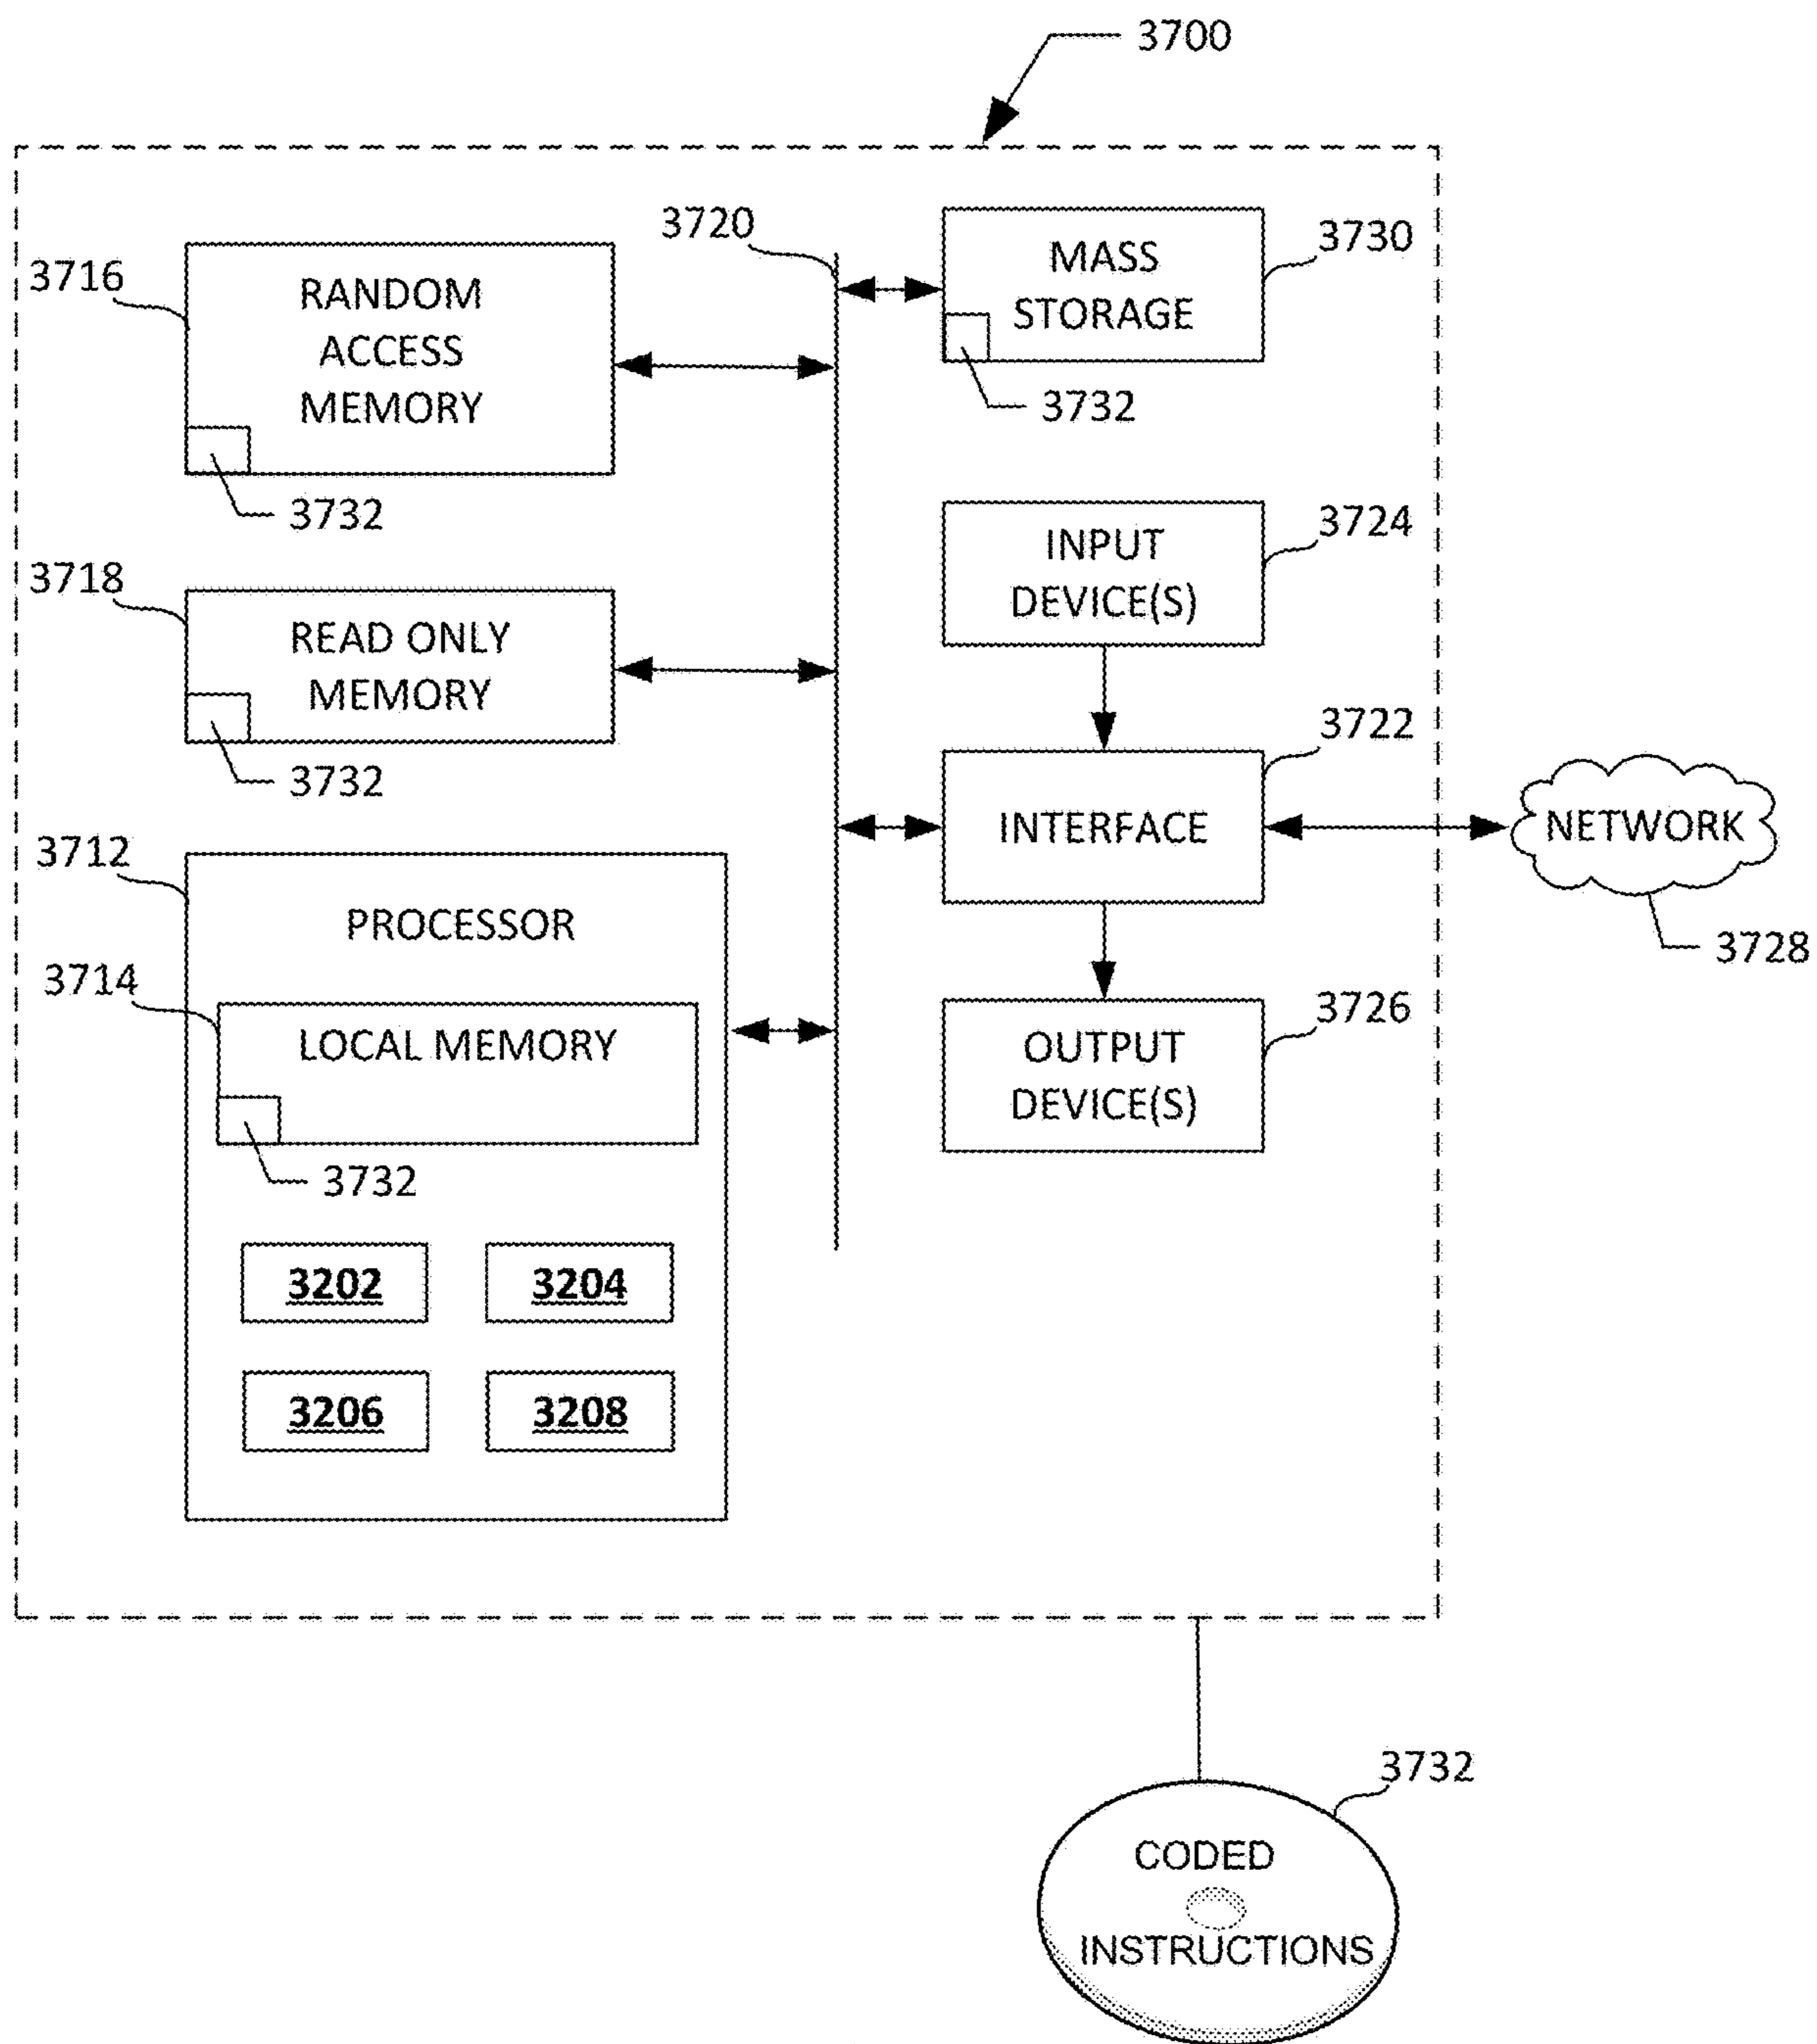 3700
3720
MASS
STORAGE
3730
3732
3716
RANDOM
ACCESS
MEMORY
3732
INPUT
DEVICE(S)
3724
3718
READ ONLY
MEMORY
3732
3722
INTERFACE
NETWORK
3728
3712
PROCESSOR
3714
LOCAL MEMORY
3732
3726
OUTPUT
DEVICE(S)
3202
3204
3206
3208
3732
CODED
INSTRUCTIONS